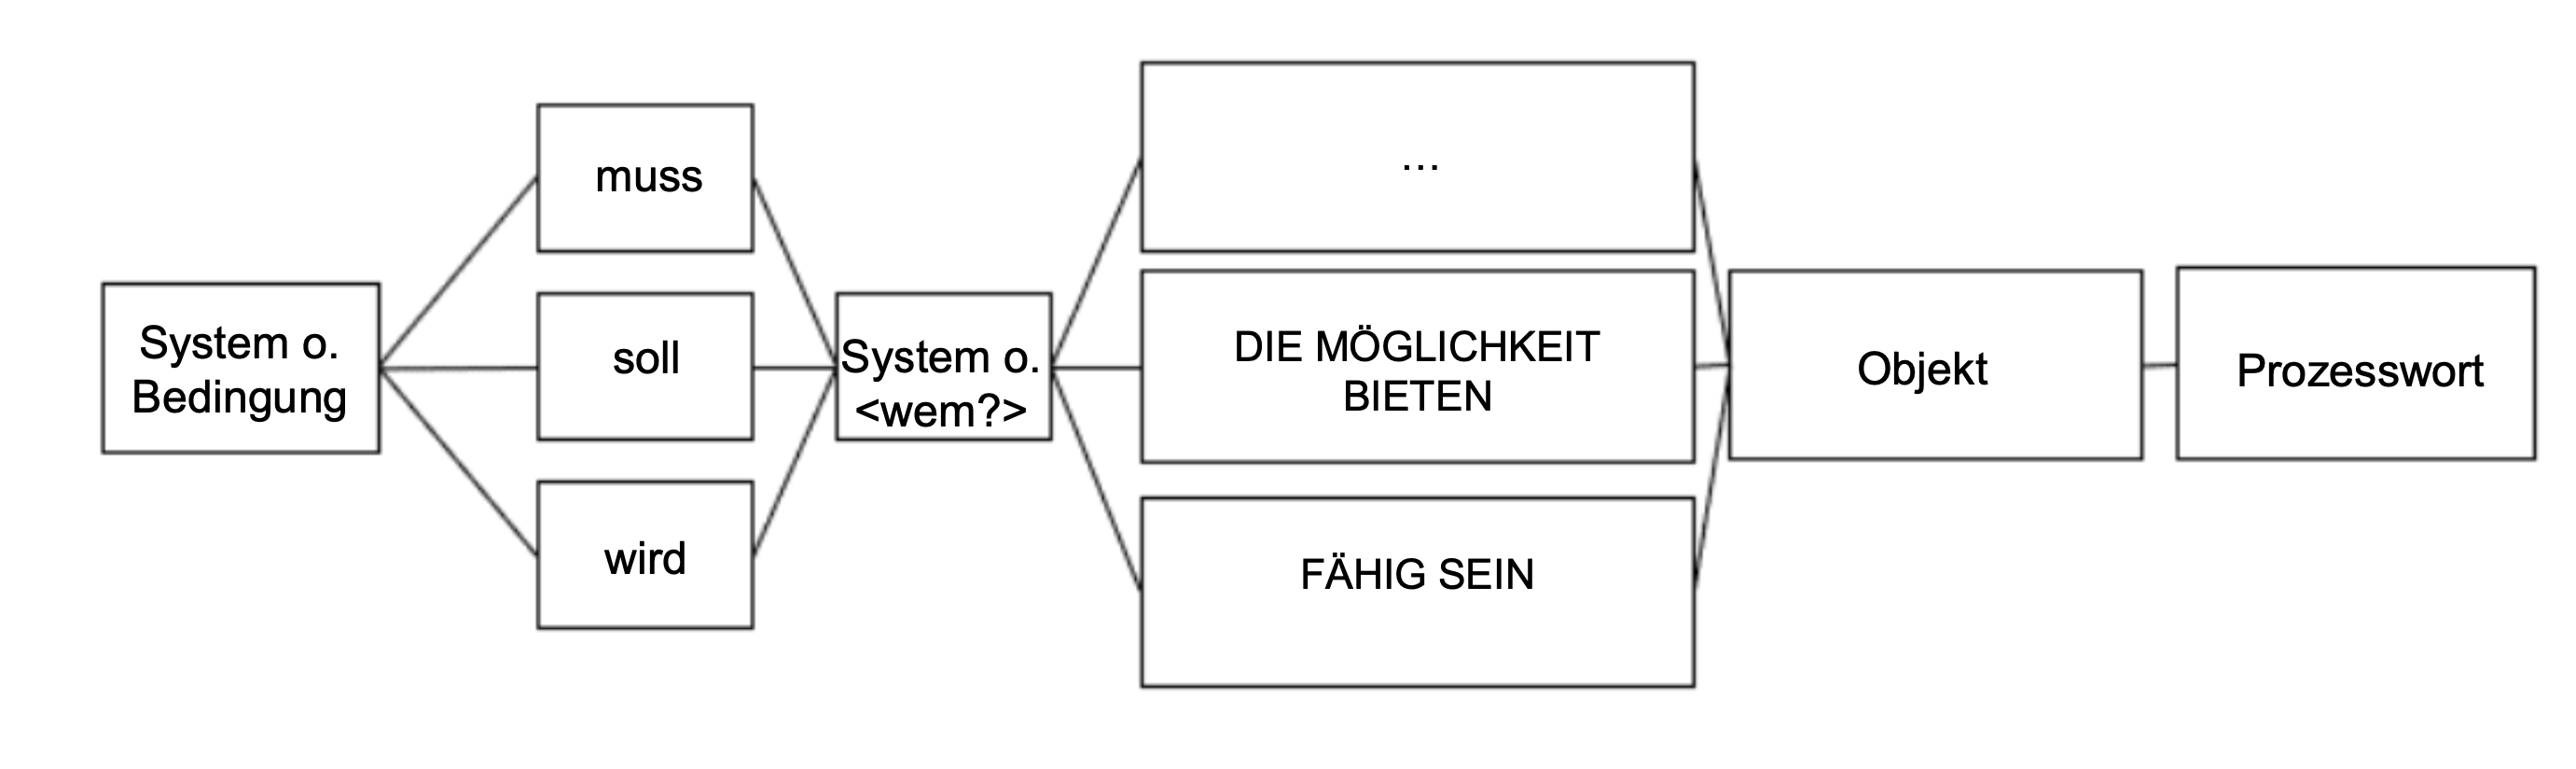 System o.
Bedingung
muss
soll
wird
System o.
<wem?>
...
DIE MÖGLICHKEIT
BIETEN
FÄHIG SEIN
Objekt
Prozesswort